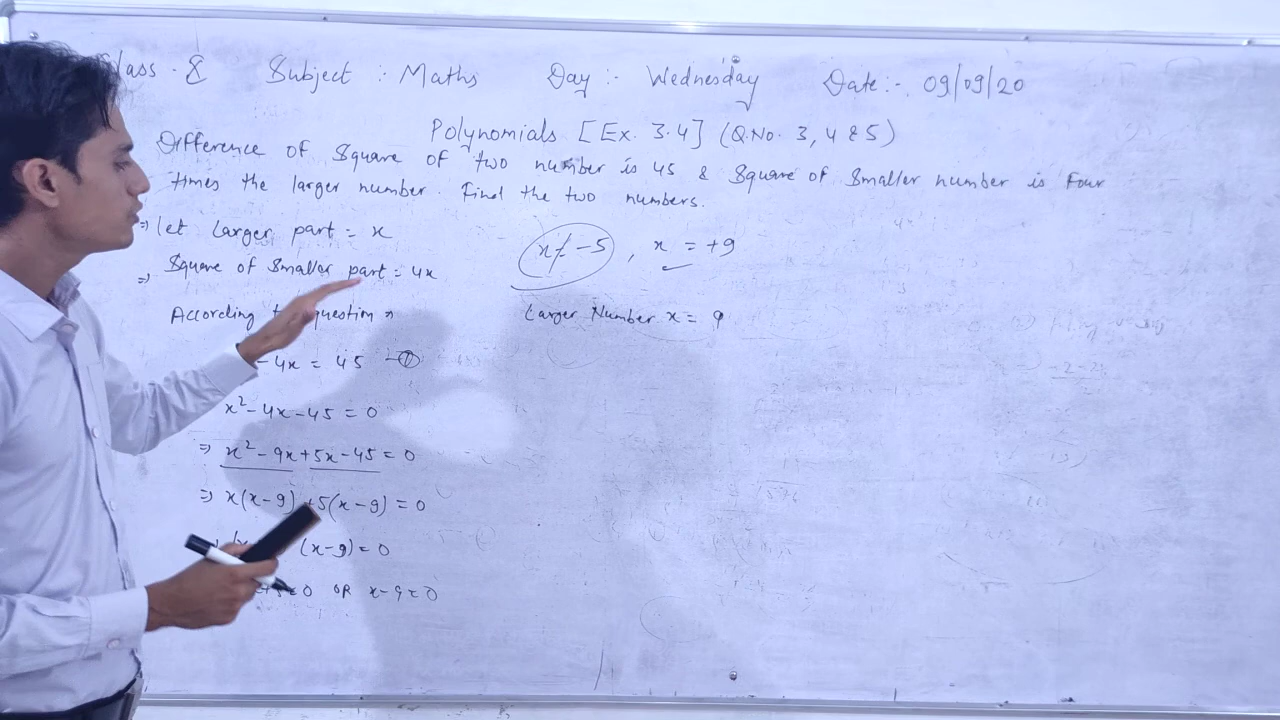 Class - 8 Subject : Maths Day :- Wednesday Date :- 09/09/20
Polynomials [Ex. 3.4] (Q.No. 3, 4 & 5)
Difference of Square of two number is 45 & Square of Smaller number is Four
times the larger number. Find the two numbers.
=> let Larger part = x
=> Square of Smaller part = 4x
According question
- 4x = 45 - ①
x² - 4x - 45 = 0
=> x² - 9x + 5x - 45 = 0
=> x(x-9) + 5(x-9) = 0
(x-9) = 0
=0 OR x-9=0
x ≠ -5 , x = +9
Larger Number x = 9